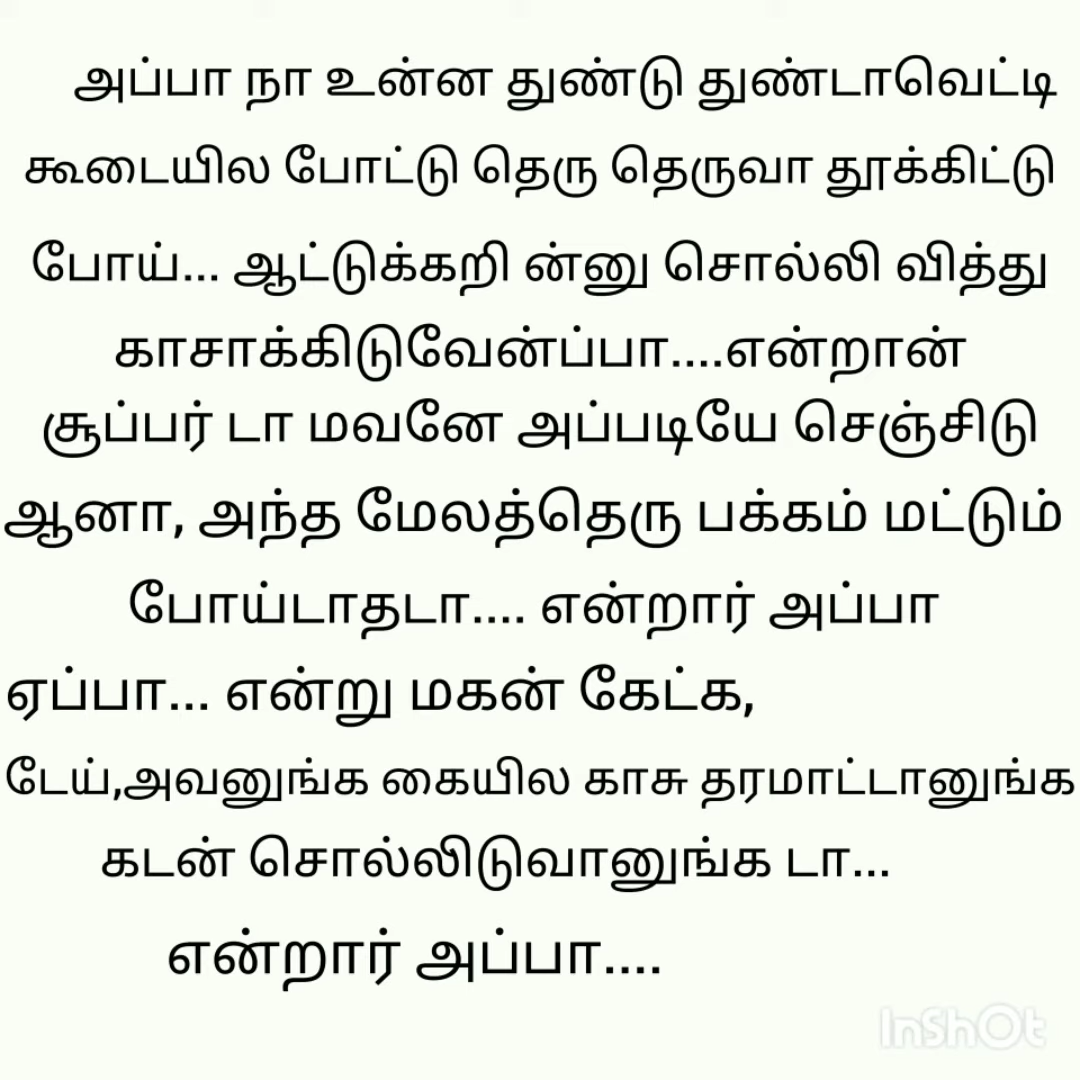 அப்பா நா உன்ன துண்டு துண்டாவெட்டி
கூடையில போட்டு தெரு தெருவா தூக்கிட்டு
போய்... ஆட்டுக்கறி ன்னு சொல்லி வித்து
காசாக்கிடுவேன்ப்பா....என்றான்
சூப்பர் டா மவனே அப்படியே செஞ்சிடு
ஆனா, அந்த மேலத்தெரு பக்கம் மட்டும்
போய்டாதடா.... என்றார் அப்பா
ஏப்பா... என்று மகன் கேட்க,
டேய்,அவனுங்க கையில காசு தரமாட்டானுங்க
கடன் சொல்லிடுவானுங்க டா...
என்றார் அப்பா....
InShOt